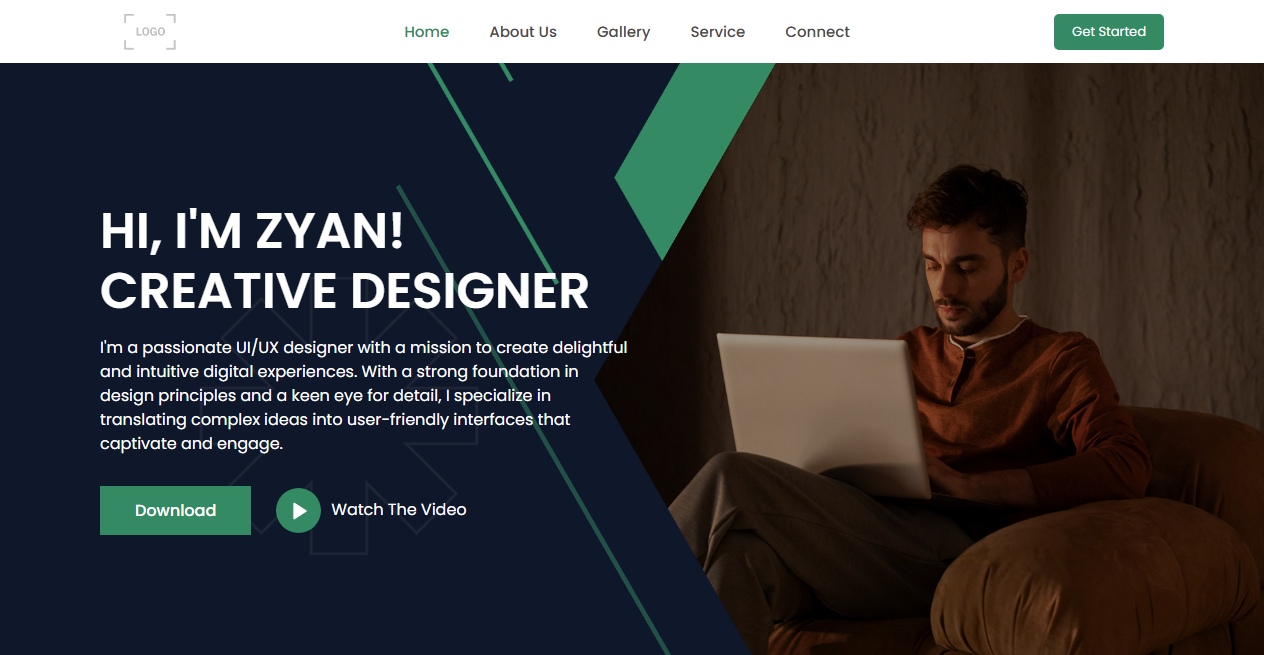 LOGO
Home About Us Gallery Service Connect
Get Started
HI, I'M ZYAN!
CREATIVE DESIGNER
I'm a passionate UI/UX designer with a mission to create delightful
and intuitive digital experiences. With a strong foundation in
design principles and a keen eye for detail, I specialize in
translating complex ideas into user-friendly interfaces that
captivate and engage.
Download
Watch The Video